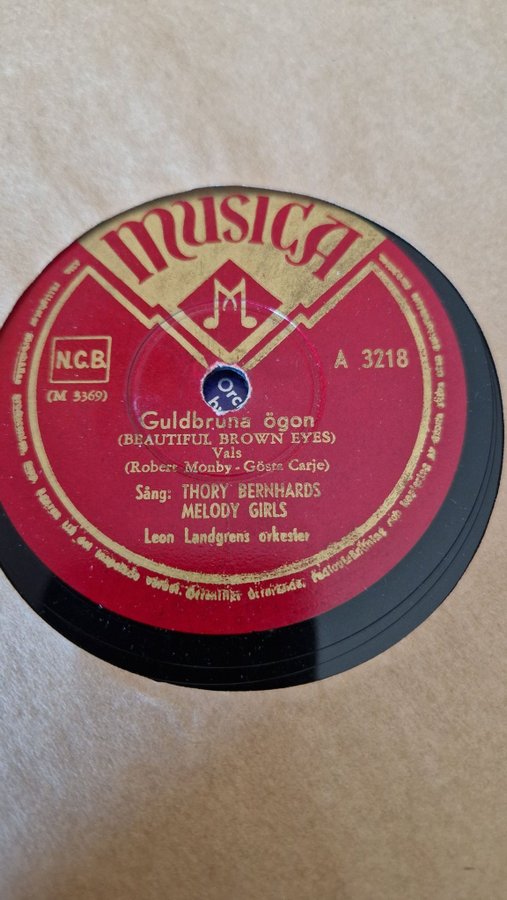 MUSICA
M
N.C.B.
(M 3369)
A 3218
Orc
Guldbruna ögon
(BEAUTIFUL BROWN EYES)
Vals
(Robert Monby - Gösta Carje)
Sång: THORY BERNHARDS
MELODY GIRLS
Leon Landgrens orkester